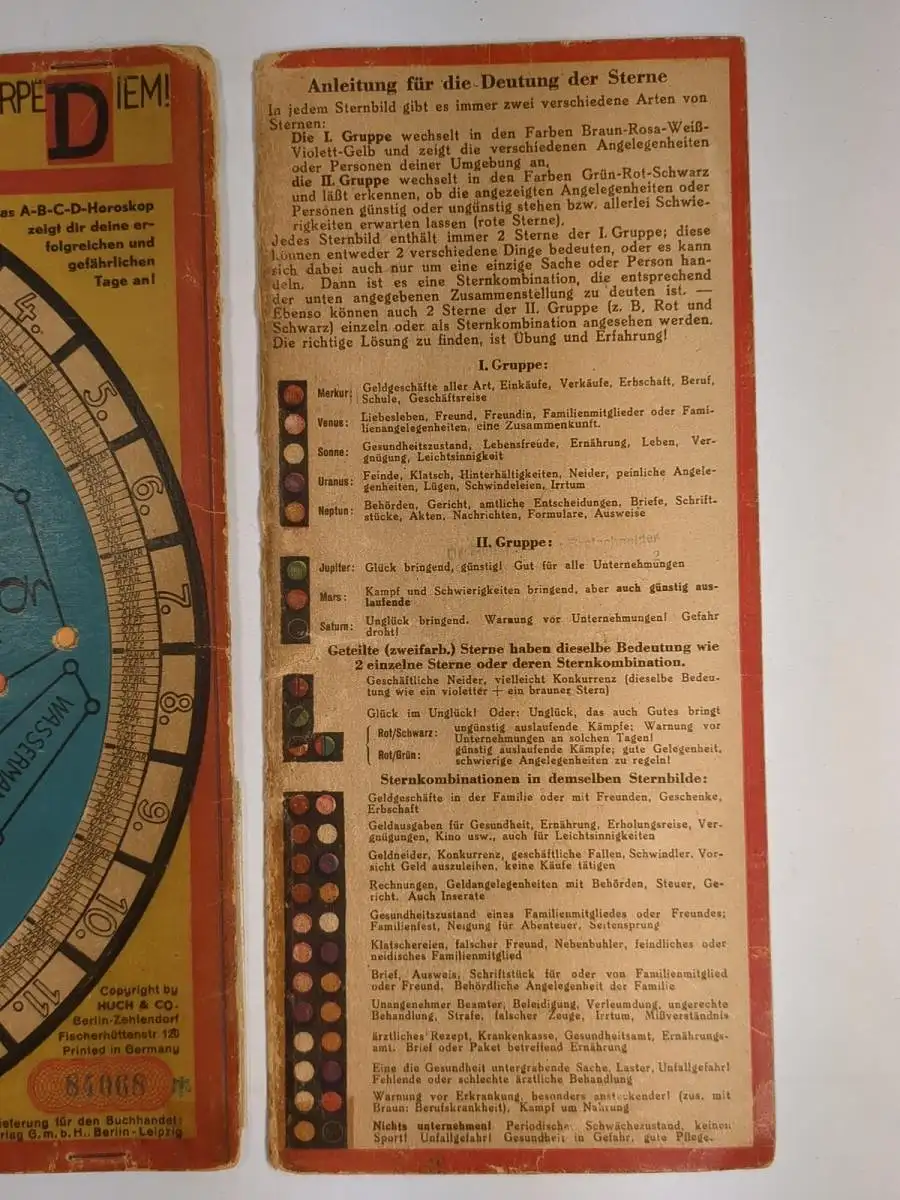 RPE DIEM!
as A-B-C-D-Horoskop
zeigt dir deine er-
folgreichen und
gefährlichen
Tage an!
4.
5.
6.
7.
8.
9.
10.
11.
WASSERMAN
Copyright by
HUCH & CO.
Berlin-Zehlendorf
Fischerhüttenstr 120
Printed in Germany
84068
ieferung für den Buchhandel:
lag G.m.b.H., Berlin-Leipzig
Anleitung für die Deutung der Sterne
In jedem Sternbild gibt es immer zwei verschiedene Arten von
Sternen:
Die I. Gruppe wechselt in den Farben Braun-Rosa-Weiß-
Violett-Gelb und zeigt die verschiedenen Angelegenheiten
oder Personen deiner Umgebung an,
die II. Gruppe wechselt in den Farben Grün-Rot-Schwarz
und läßt erkennen, ob die angezeigten Angelegenheiten oder
Personen günstig oder ungünstig stehen bzw. allerlei Schwie-
rigkeiten erwarten lassen (rote Sterne).
Jedes Sternbild enthält immer 2 Sterne der I. Gruppe; diese
können entweder 2 verschiedene Dinge bedeuten, oder es kann
sich dabei auch nur um eine einzige Sache oder Person han-
deln. Dann ist es eine Sternkombination, die entsprechend
der unten angegebenen Zusammenstellung zu deuten ist. —
Ebenso können auch 2 Sterne der II. Gruppe (z. B. Rot und
Schwarz) einzeln oder als Sternkombination angesehen werden.
Die richtige Lösung zu finden, ist Übung und Erfahrung!
I. Gruppe:
Merkur: Geldgeschäfte aller Art, Einkäufe, Verkäufe, Erbschaft, Beruf,
Schule, Geschäftsreise
Venus: Liebesleben, Freund, Freundin, Familienmitglieder oder Fami-
lienangelegenheiten, eine Zusammenkunft.
Sonne: Gesundheitszustand, Lebensfreude, Ernährung, Leben, Ver-
gnügung, Leichtsinnigkeit
Uranus: Feinde, Klatsch, Hinterhältigkeiten, Neider, peinliche Angele-
genheiten, Lügen, Schwindeleien, Irrtum
Neptun: Behörden, Gericht, amtliche Entscheidungen, Briefe, Schrift-
stücke, Akten, Nachrichten, Formulare, Ausweise
II. Gruppe:
Jupiter: Glück bringend, günstig! Gut für alle Unternehmungen
Mars: Kampf und Schwierigkeiten bringend, aber auch günstig aus-
laufende
Saturn: Unglück bringend. Warnung vor Unternehmungen! Gefahr
droht!
Geteilte (zweifarb.) Sterne haben dieselbe Bedeutung wie
2 einzelne Sterne oder deren Sternkombination.
Geschäftliche Neider, vielleicht Konkurrenz (dieselbe Bedeu-
tung wie ein violetter + ein brauner Stern)
Glück im Unglück! Oder: Unglück, das auch Gutes bringt
Rot/Schwarz: ungünstig auslaufende Kämpfe; Warnung vor
Unternehmungen an solchen Tagen!
Rot/Grün: günstig auslaufende Kämpfe; gute Gelegenheit,
schwierige Angelegenheiten zu regeln!
Sternkombinationen in demselben Sternbilde:
Geldgeschäfte in der Familie oder mit Freunden, Geschenke,
Erbschaft
Geldausgaben für Gesundheit, Ernährung, Erholungsreise, Ver-
gnügungen, Kino usw., auch für Leichtsinnigkeiten
Geldneider, Konkurrenz, geschäftliche Fallen, Schwindler. Vor-
sicht Geld auszuleihen, keine Käufe tätigen
Rechnungen, Geldangelegenheiten mit Behörden, Steuer, Ge-
richt. Auch Inserate
Gesundheitszustand eines Familienmitgliedes oder Freundes;
Familienfest, Neigung für Abenteuer, Seitensprung
Klatschereien, falscher Freund, Nebenbuhler, feindliches oder
neidisches Familienmitglied
Brief, Ausweis, Schriftstück für oder von Familienmitglied
oder Freund. Behördliche Angelegenheit der Familie
Unangenehmer Beamter, Beleidigung, Verleumdung, ungerechte
Behandlung, Strafe, falscher Zeuge, Irrtum, Mißverständnis
ärztliches Rezept, Krankenkasse, Gesundheitsamt, Ernährungs-
amt. Brief oder Paket betreffend Ernährung
Eine die Gesundheit untergrabende Sache, Laster, Unfallgefahr!
Fehlende oder schlechte ärztliche Behandlung
Warnung vor Erkrankung, besonders ansteckender! (zus. mit
Braun: Berufskrankheit). Kampf um Nahrung
Nichts unternehmen! Periodischer Schwächezustand, keinen
Sport! Unfallgefahr! Gesundheit in Gefahr, gute Pflege.